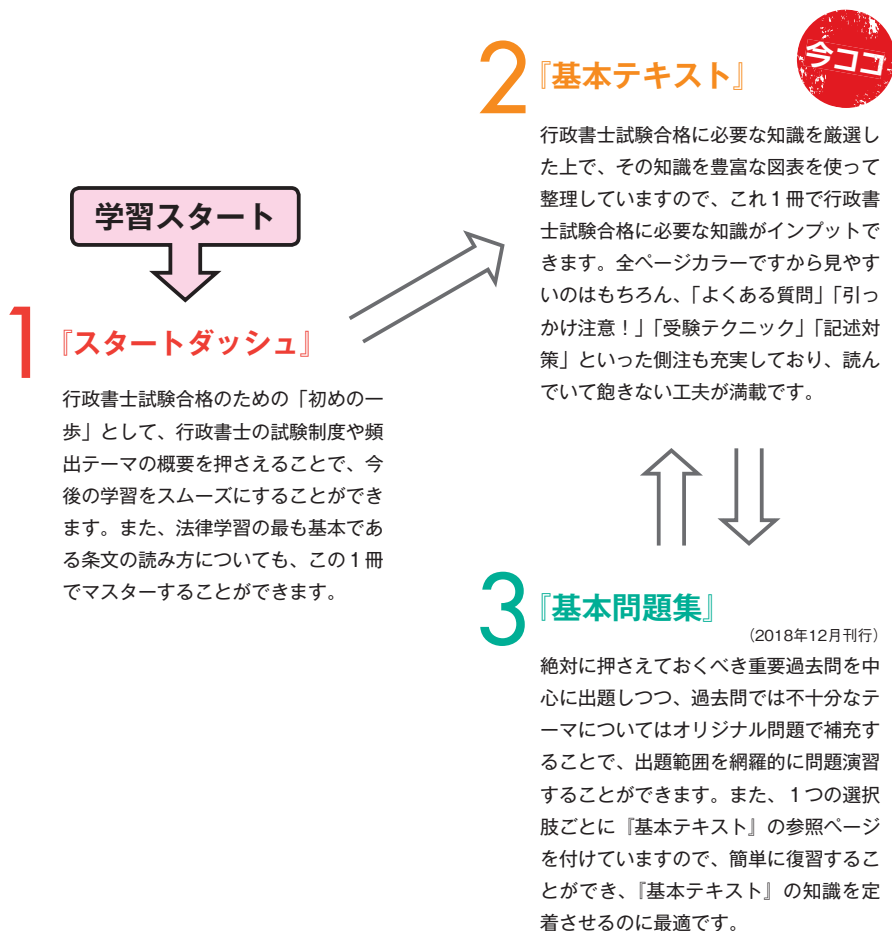 学習スタート
1
『スタートダッシュ』
行政書士試験合格のための「初めの一
歩」として、行政書士の試験制度や頻
出テーマの概要を押さえることで、今
後の学習をスムーズにすることができ
ます。また、法律学習の最も基本であ
る条文の読み方についても、この1冊
でマスターすることができます。
2
『基本テキスト』
今ココ
行政書士試験合格に必要な知識を厳選し
た上で、その知識を豊富な図表を使って
整理していますので、これ1冊で行政書
士試験合格に必要な知識がインプットで
きます。全ページカラーですから見やす
いのはもちろん、「よくある質問」「引っ
かけ注意!」「受験テクニック」「記述対
策」といった側注も充実しており、読ん
でいて飽きない工夫が満載です。
3
『基本問題集』
(2018年12月刊行)
絶対に押さえておくべき重要過去問を中
心に出題しつつ、過去問では不十分なテ
ーマについてはオリジナル問題で補充す
ることで、出題範囲を網羅的に問題演習
することができます。また、1つの選択
肢ごとに『基本テキスト』の参照ページ
を付けていますので、簡単に復習するこ
とができ、『基本テキスト』の知識を定
着させるのに最適です。